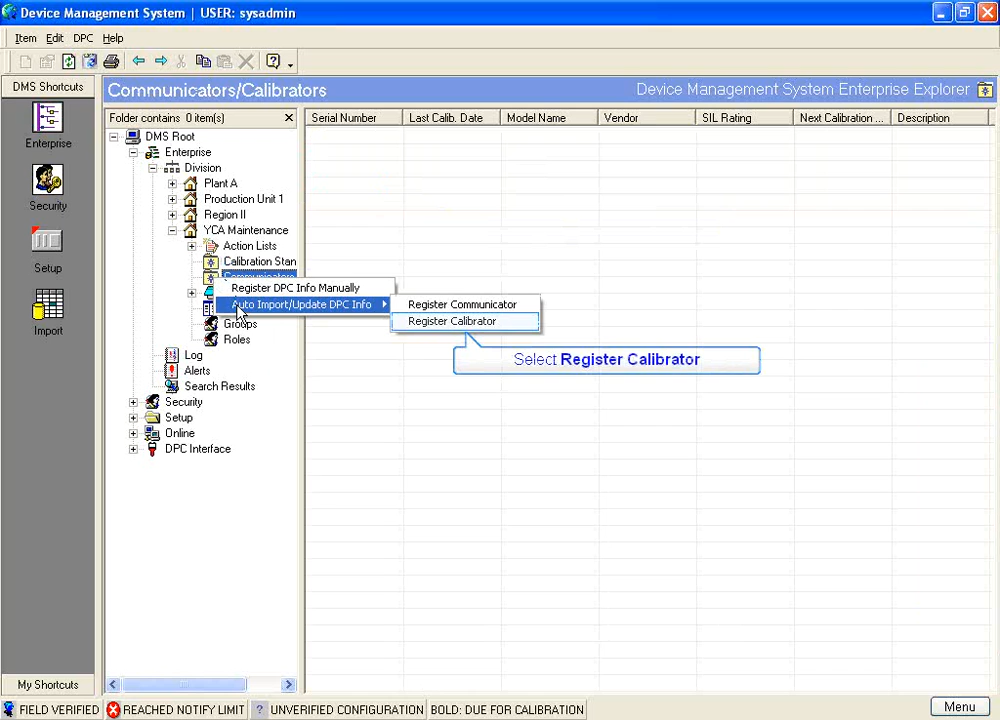 Device Management System | USER: sysadmin
Item Edit DPC Help
DMS Shortcuts
Communicators/Calibrators
Device Management System Enterprise Explorer
Enterprise
Security
Setup
Import
My Shortcuts
Folder contains 0 item(s)
DMS Root
Enterprise
Division
Plant A
Production Unit 1
Region II
YCA Maintenance
Action Lists
Calibration Stan
Groups
Roles
Log
Alerts
Search Results
Security
Setup
Online
DPC Interface
Serial Number Last Calib. Date Model Name Vendor SIL Rating Next Calibration ... Description
Register DPC Info Manually
Auto Import/Update DPC Info
Register Communicator
Register Calibrator
Select Register Calibrator
FIELD VERIFIED REACHED NOTIFY LIMIT ? UNVERIFIED CONFIGURATION BOLD: DUE FOR CALIBRATION Menu